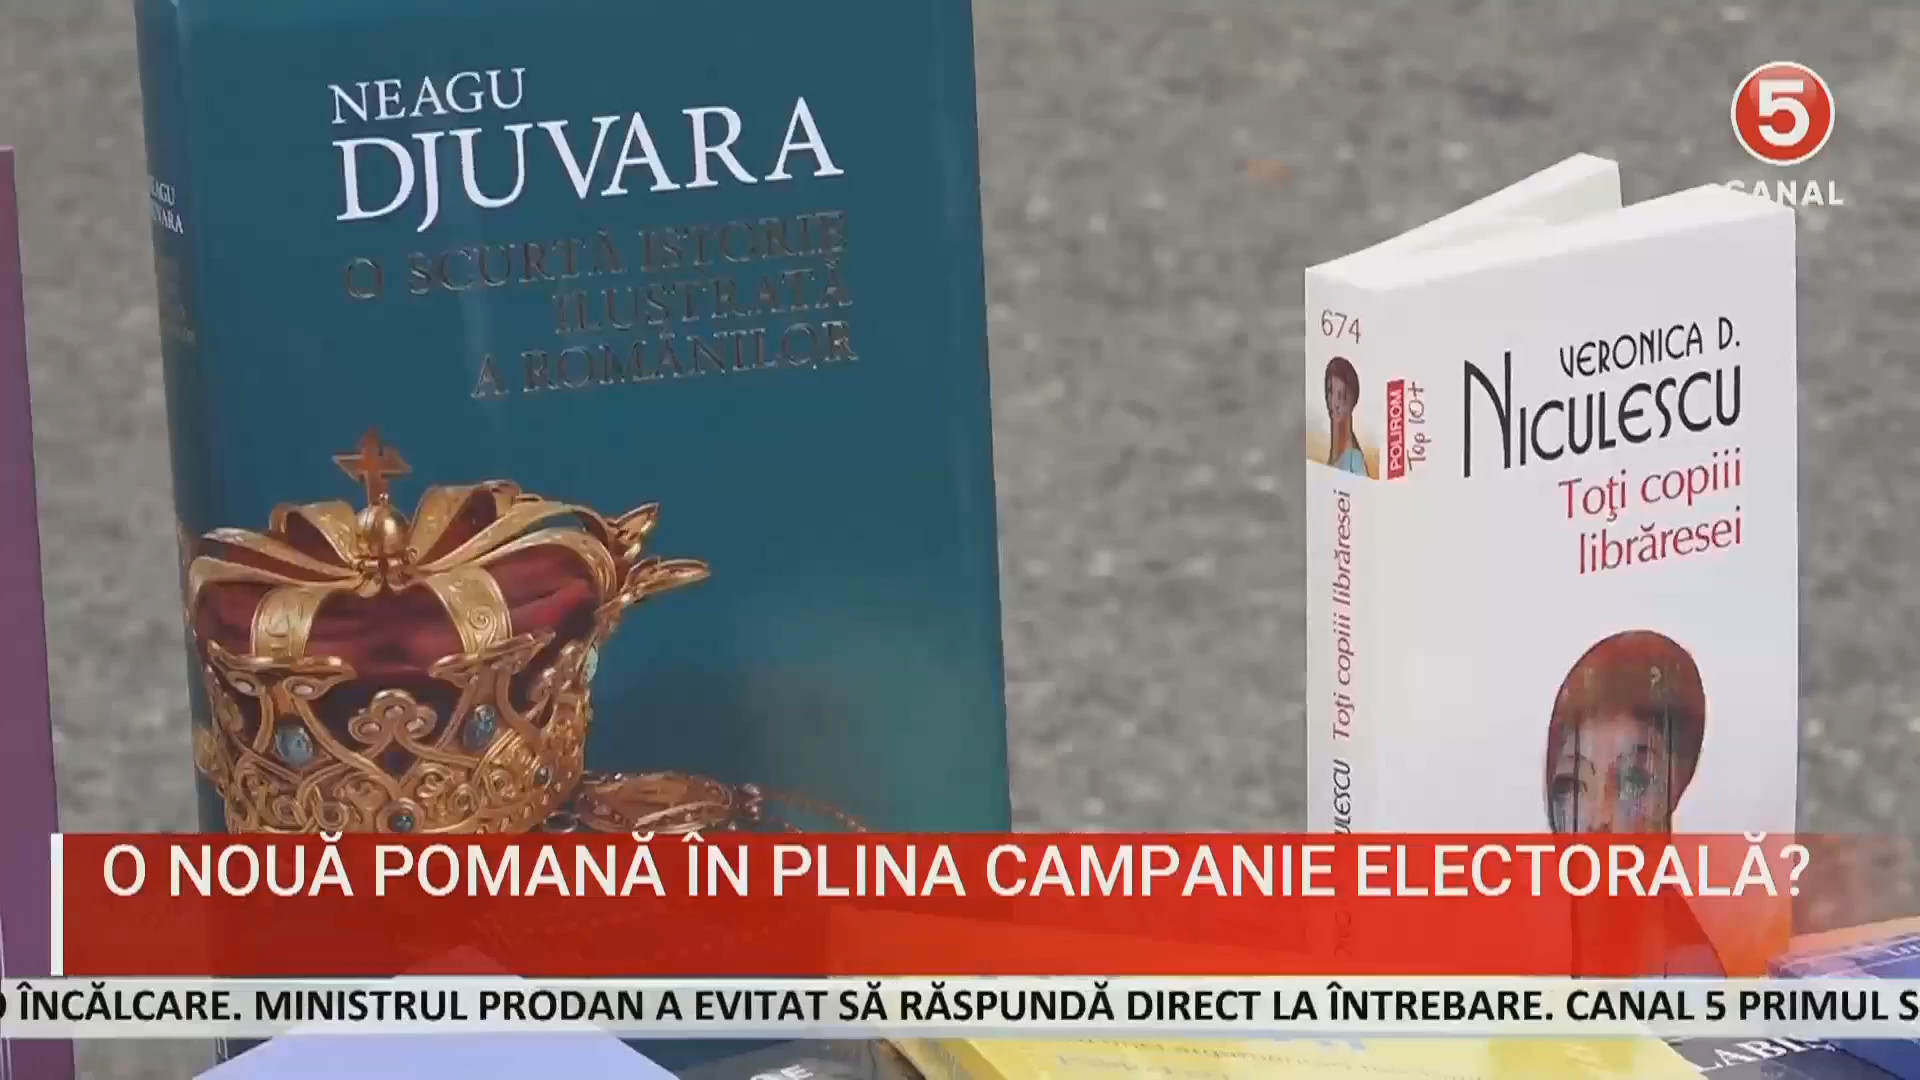 NEAGU
DJUVARA
O SCURTĂ ISTORIE
ILUSTRATĂ
A ROMÂNILOR
5
CANAL
674
POLIROM
Top 10+
VERONICA D.
NICULESCU
Toţi copiii
librăresei
Toţi copiii librăresei
O NOUĂ POMANĂ ÎN PLINA CAMPANIE ELECTORALĂ?
ÎNCĂLCARE. MINISTRUL PRODAN A EVITAT SĂ RĂSPUNDĂ DIRECT LA ÎNTREBARE. CANAL 5 PRIMUL S